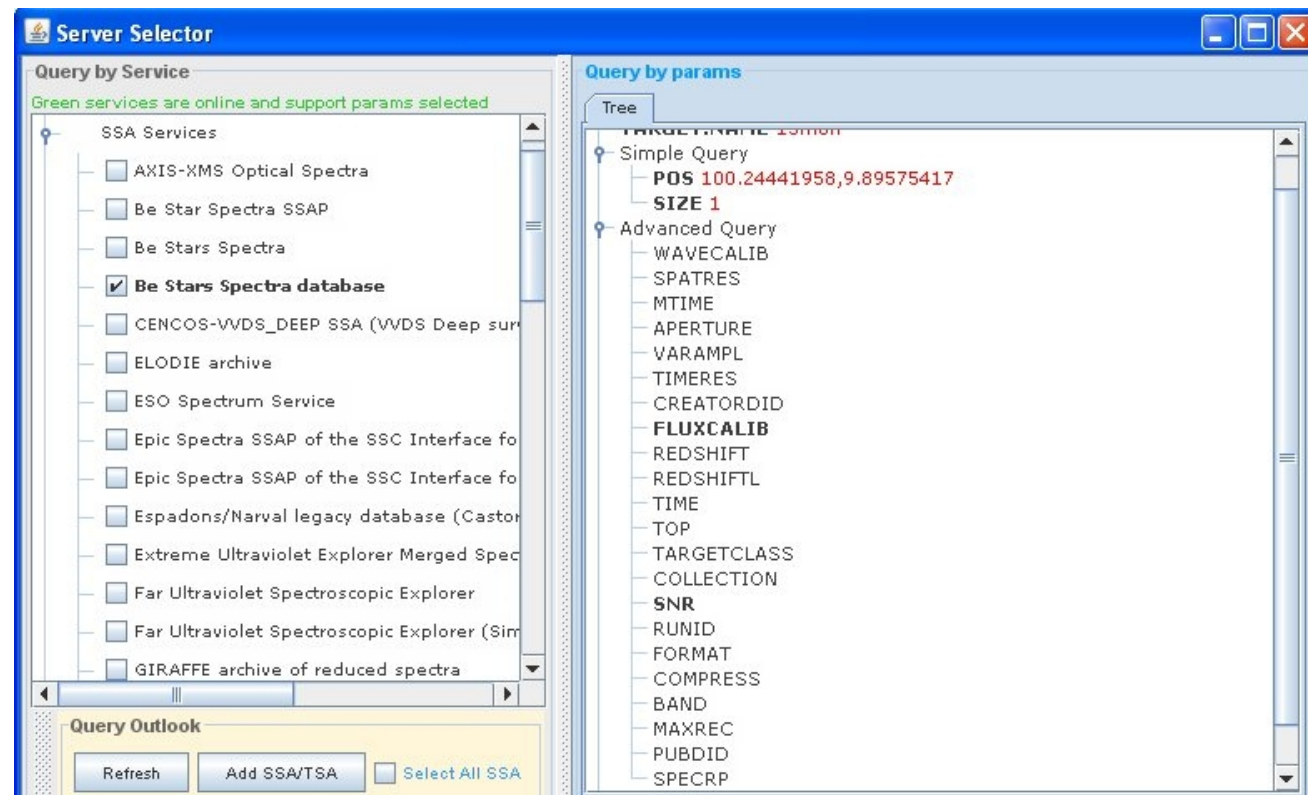 Server Selector
Query by Service
Green services are online and support params selected
SSA Services
AXIS-XMS Optical Spectra
Be Star Spectra SSAP
Be Stars Spectra
Be Stars Spectra database
CENCOS-VVDS_DEEP SSA (VVDS Deep sur
ELODIE archive
ESO Spectrum Service
Epic Spectra SSAP of the SSC Interface fo
Epic Spectra SSAP of the SSC Interface fo
Espadons/Narval legacy database (Castor
Extreme Ultraviolet Explorer Merged Spec
Far Ultraviolet Spectroscopic Explorer
Far Ultraviolet Spectroscopic Explorer (Sim
GIRAFFE archive of reduced spectra
Query Outlook
Refresh
Add SSA/TSA
Select All SSA
Query by params
Tree
TARGET.NAME 15mon
Simple Query
POS 100.24441958,9.89575417
SIZE 1
Advanced Query
WAVECALIB
SPATRES
MTIME
APERTURE
VARAMPL
TIMERES
CREATORDID
FLUXCALIB
REDSHIFT
REDSHIFTL
TIME
TOP
TARGETCLASS
COLLECTION
SNR
RUNID
FORMAT
COMPRESS
BAND
MAXREC
PUBDID
SPECRP